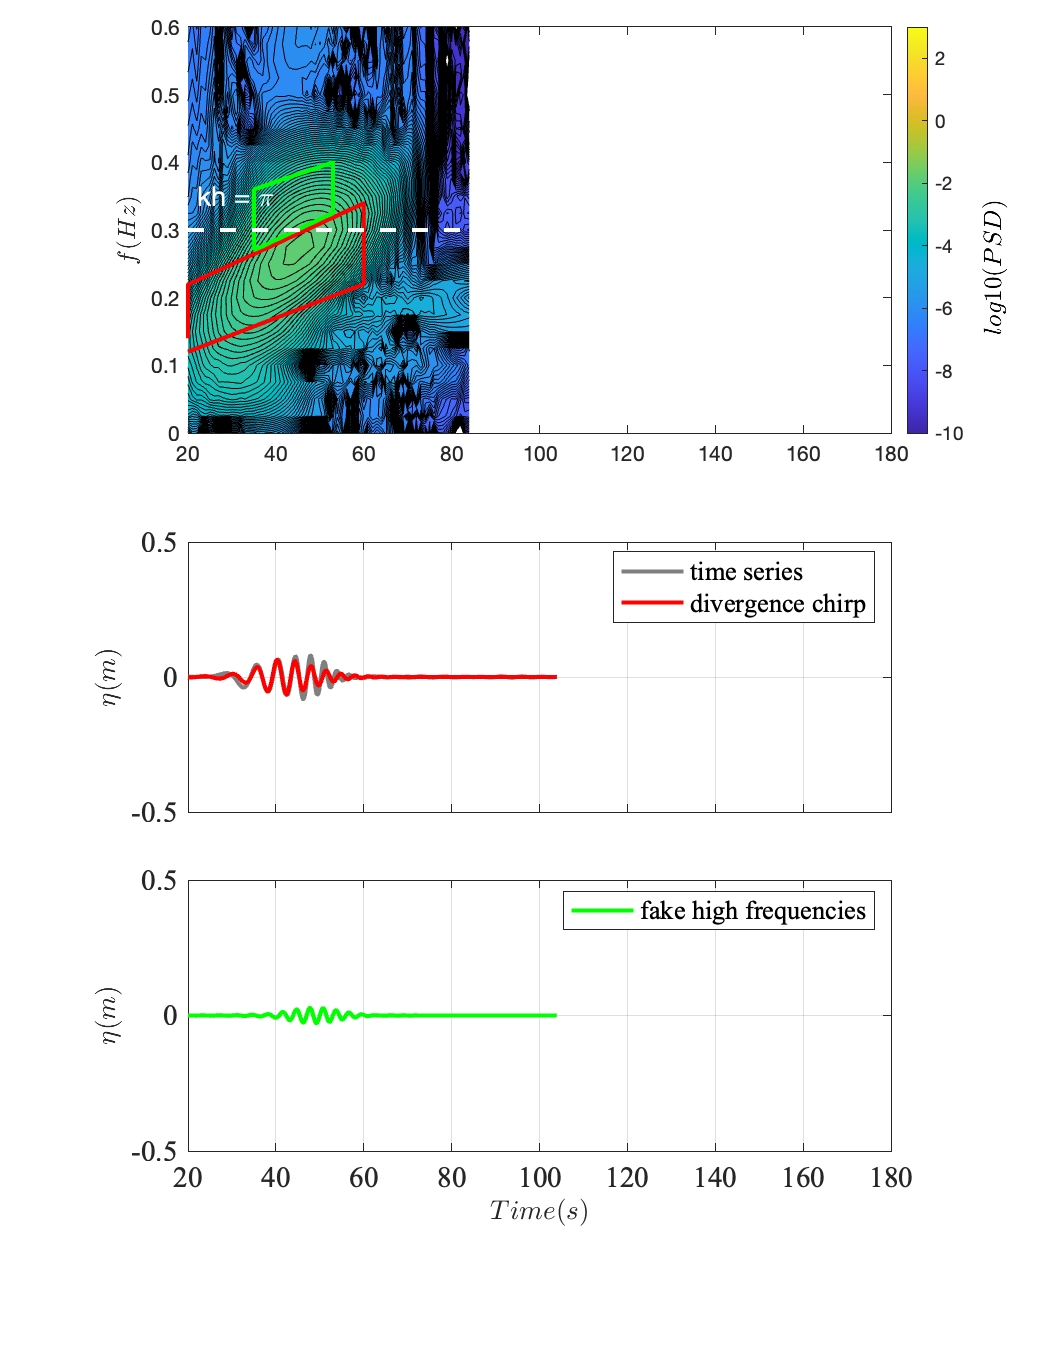 0.6
0.5
0.4
0.3
0.2
0.1
0
f(Hz)
kh = π
20 40 60 80 100 120 140 160 180
2
0
-2
-4
-6
-8
-10
log10(PSD)
0.5
0
-0.5
η(m)
time series
divergence chirp
0.5
0
-0.5
η(m)
fake high frequencies
20 40 60 80 100 120 140 160 180
Time(s)